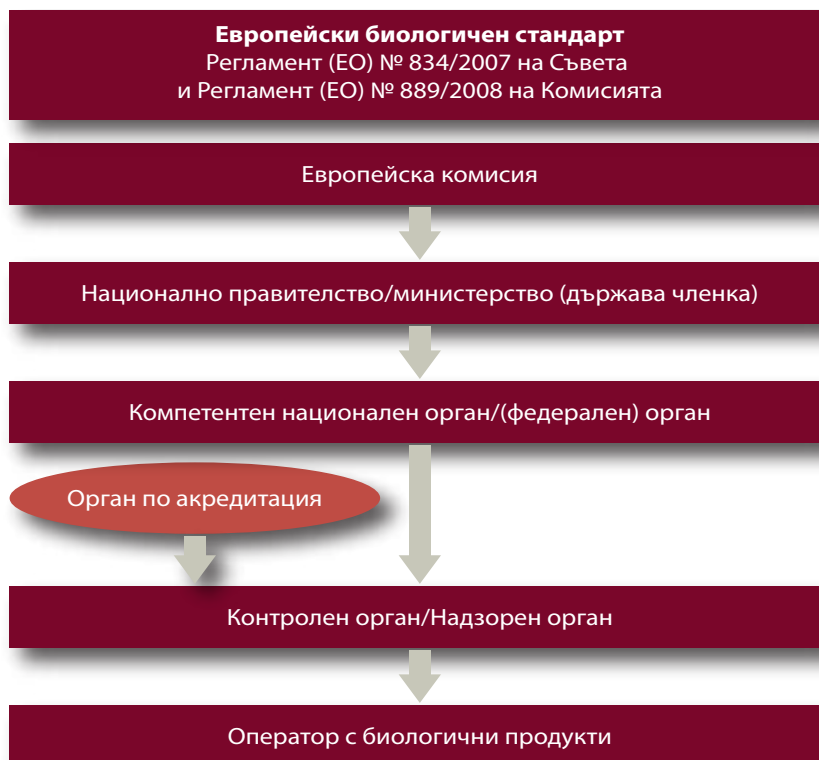 Европейски биологичен стандарт
Регламент (ЕО) № 834/2007 на Съвета
и Регламент (ЕО) № 889/2008 на Комисията
Европейска комисия
Национално правителство/министерство (държава членка)
Компетентен национален орган/(федерален) орган
Орган по акредитация
Контролен орган/Надзорен орган
Оператор с биологични продукти